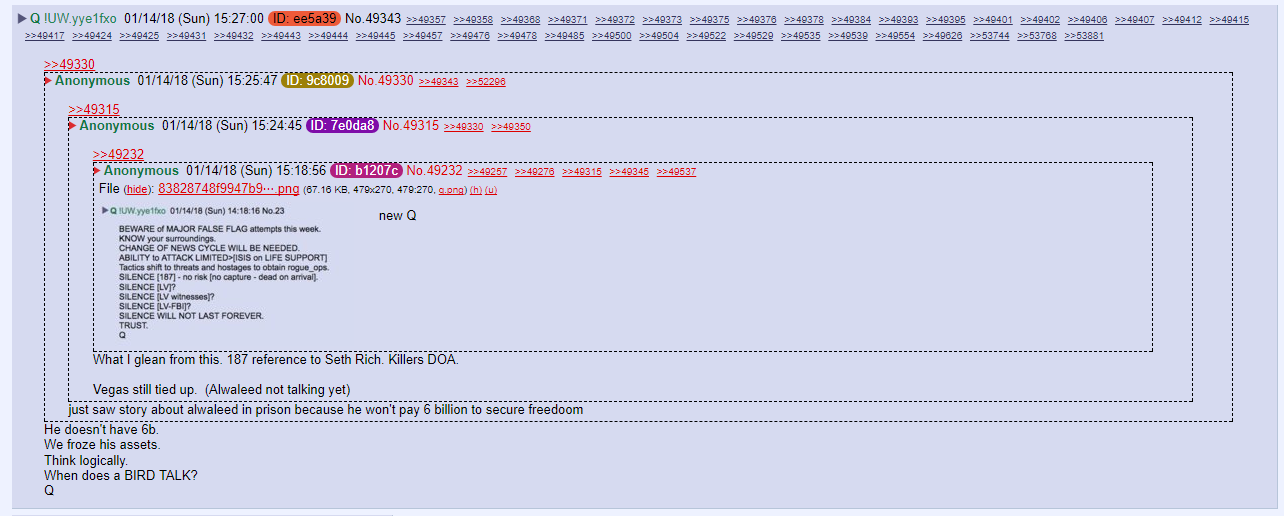 ▶ Q !UW.yye1fxo 01/14/18 (Sun) 15:27:00 ID: ee5a39 No.49343 >>49357 >>49358 >>49368 >>49371 >>49372 >>49373 >>49375 >>49376 >>49378 >>49384 >>49393 >>49395 >>49401 >>49402 >>49406 >>49407 >>49412 >>49415
>>49417 >>49424 >>49425 >>49431 >>49432 >>49443 >>49444 >>49445 >>49457 >>49476 >>49478 >>49485 >>49500 >>49504 >>49522 >>49529 >>49535 >>49539 >>49554 >>49626 >>53744 >>53768 >>53881
>>49330
Anonymous 01/14/18 (Sun) 15:25:47 ID: 9c8009 No.49330 >>49343 >>52296
>>49315
Anonymous 01/14/18 (Sun) 15:24:45 ID: 7e0da8 No.49315 >>49330 >>49350
>>49232
Anonymous 01/14/18 (Sun) 15:18:56 ID: b1207c No.49232 >>49257 >>49276 >>49315 >>49345 >>49537
File (hide): 83828748f9947b9⋯.png (67.16 KB, 479x270, 479:270, q.png) (h) (u)
▶ Q !UW.yye1fxo 01/14/18 (Sun) 14:18:16 No.23
new Q
BEWARE of MAJOR FALSE FLAG attempts this week.
KNOW your surroundings.
CHANGE OF NEWS CYCLE WILL BE NEEDED.
ABILITY to ATTACK LIMITED>[ISIS on LIFE SUPPORT]
Tactics shift to threats and hostages to obtain rogue_ops.
SILENCE [187] - no risk [no capture - dead on arrival].
SILENCE [LV]?
SILENCE [LV witnesses]?
SILENCE [LV-FBI]?
SILENCE WILL NOT LAST FOREVER.
TRUST.
Q
What I glean from this. 187 reference to Seth Rich. Killers DOA.
Vegas still tied up. (Alwaleed not talking yet)
just saw story about alwaleed in prison because he won't pay 6 billion to secure freedoom
He doesn't have 6b.
We froze his assets.
Think logically.
When does a BIRD TALK?
Q